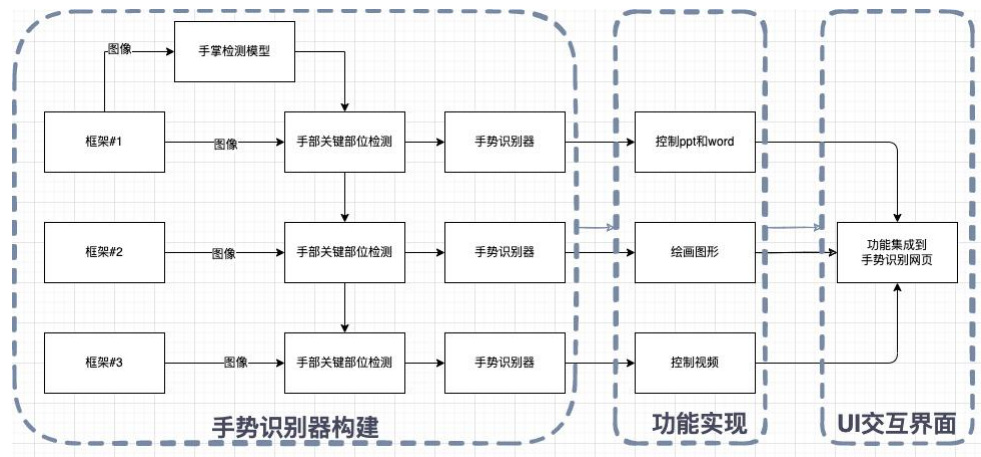 图像
手掌检测模型
框架#1
图像
手部关键部位检测
手势识别器
控制ppt和word
框架#2
图像
手部关键部位检测
手势识别器
绘画图形
功能集成到
手势识别网页
框架#3
图像
手部关键部位检测
手势识别器
控制视频
手势识别器构建
功能实现
UI交互界面